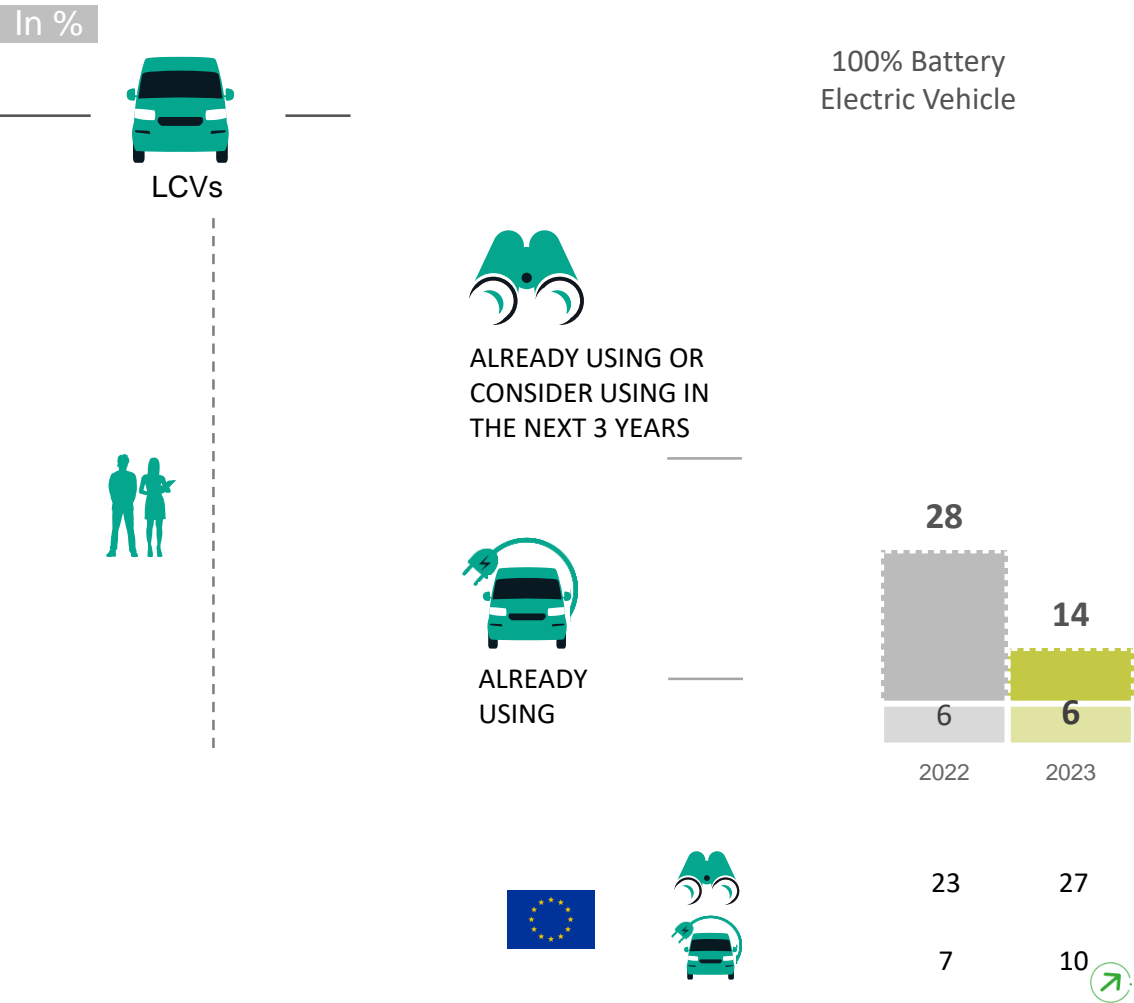 In %
100% Battery
Electric Vehicle
LCVs
ALREADY USING OR
CONSIDER USING IN
THE NEXT 3 YEARS
28
14
ALREADY
USING
6
6
2022
2023
23
27
7
10